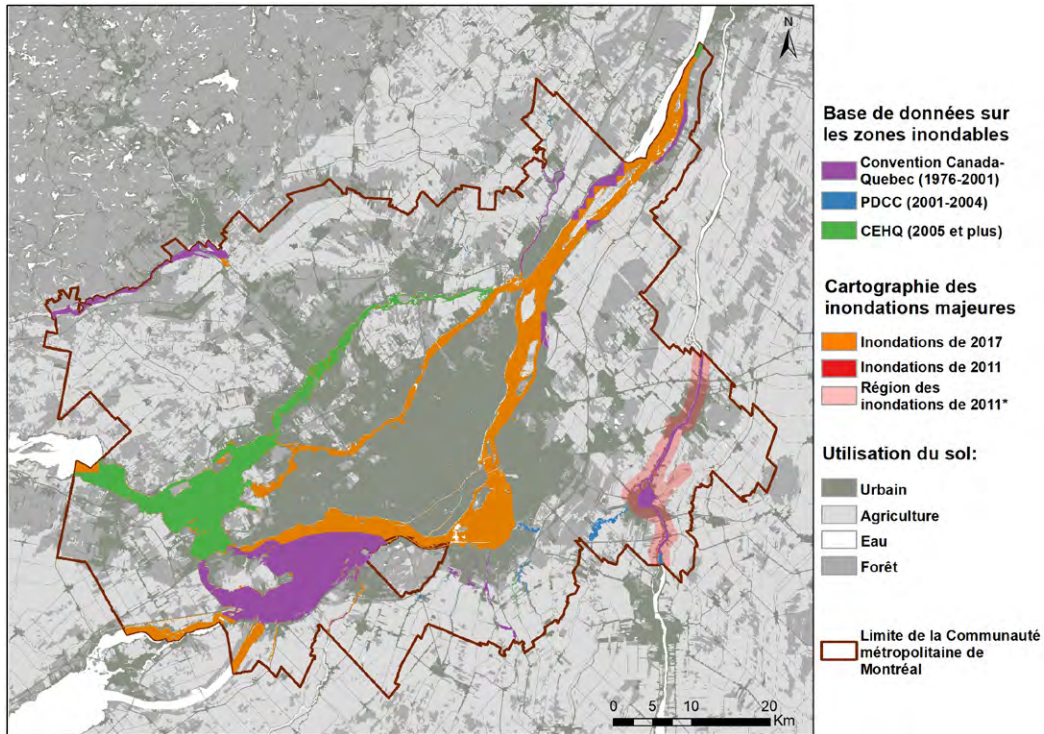 N
0
5
10
20
Km
Base de données sur
les zones inondables
Convention Canada-
Quebec (1976-2001)
PDCC (2001-2004)
CEHQ (2005 et plus)
Cartographie des
inondations majeures
Inondations de 2017
Inondations de 2011
Région des
inondations de 2011*
Utilisation du sol:
Urbain
Agriculture
Eau
Forêt
Limite de la Communauté
métropolitaine de
Montréal